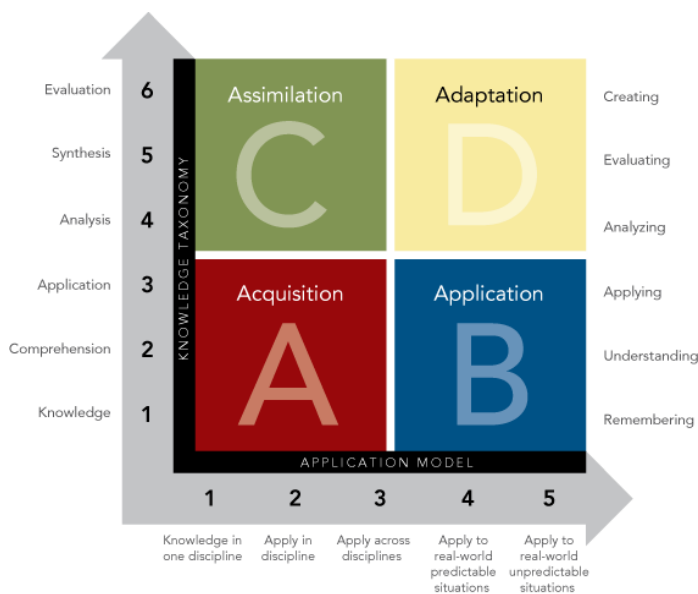 Evaluation
6
Synthesis
5
Analysis
4
Application
3
Comprehension
2
Knowledge
1
KNOWLEDGE TAXONOMY
Assimilation
C
Adaptation
D
Acquisition
A
Application
B
Creating
Evaluating
Analyzing
Applying
Understanding
Remembering
APPLICATION MODEL
1
2
3
4
5
Knowledge in
one discipline
Apply in
discipline
Apply across
disciplines
Apply to
real-world
predictable
situations
Apply to
real-world
unpredictable
situations